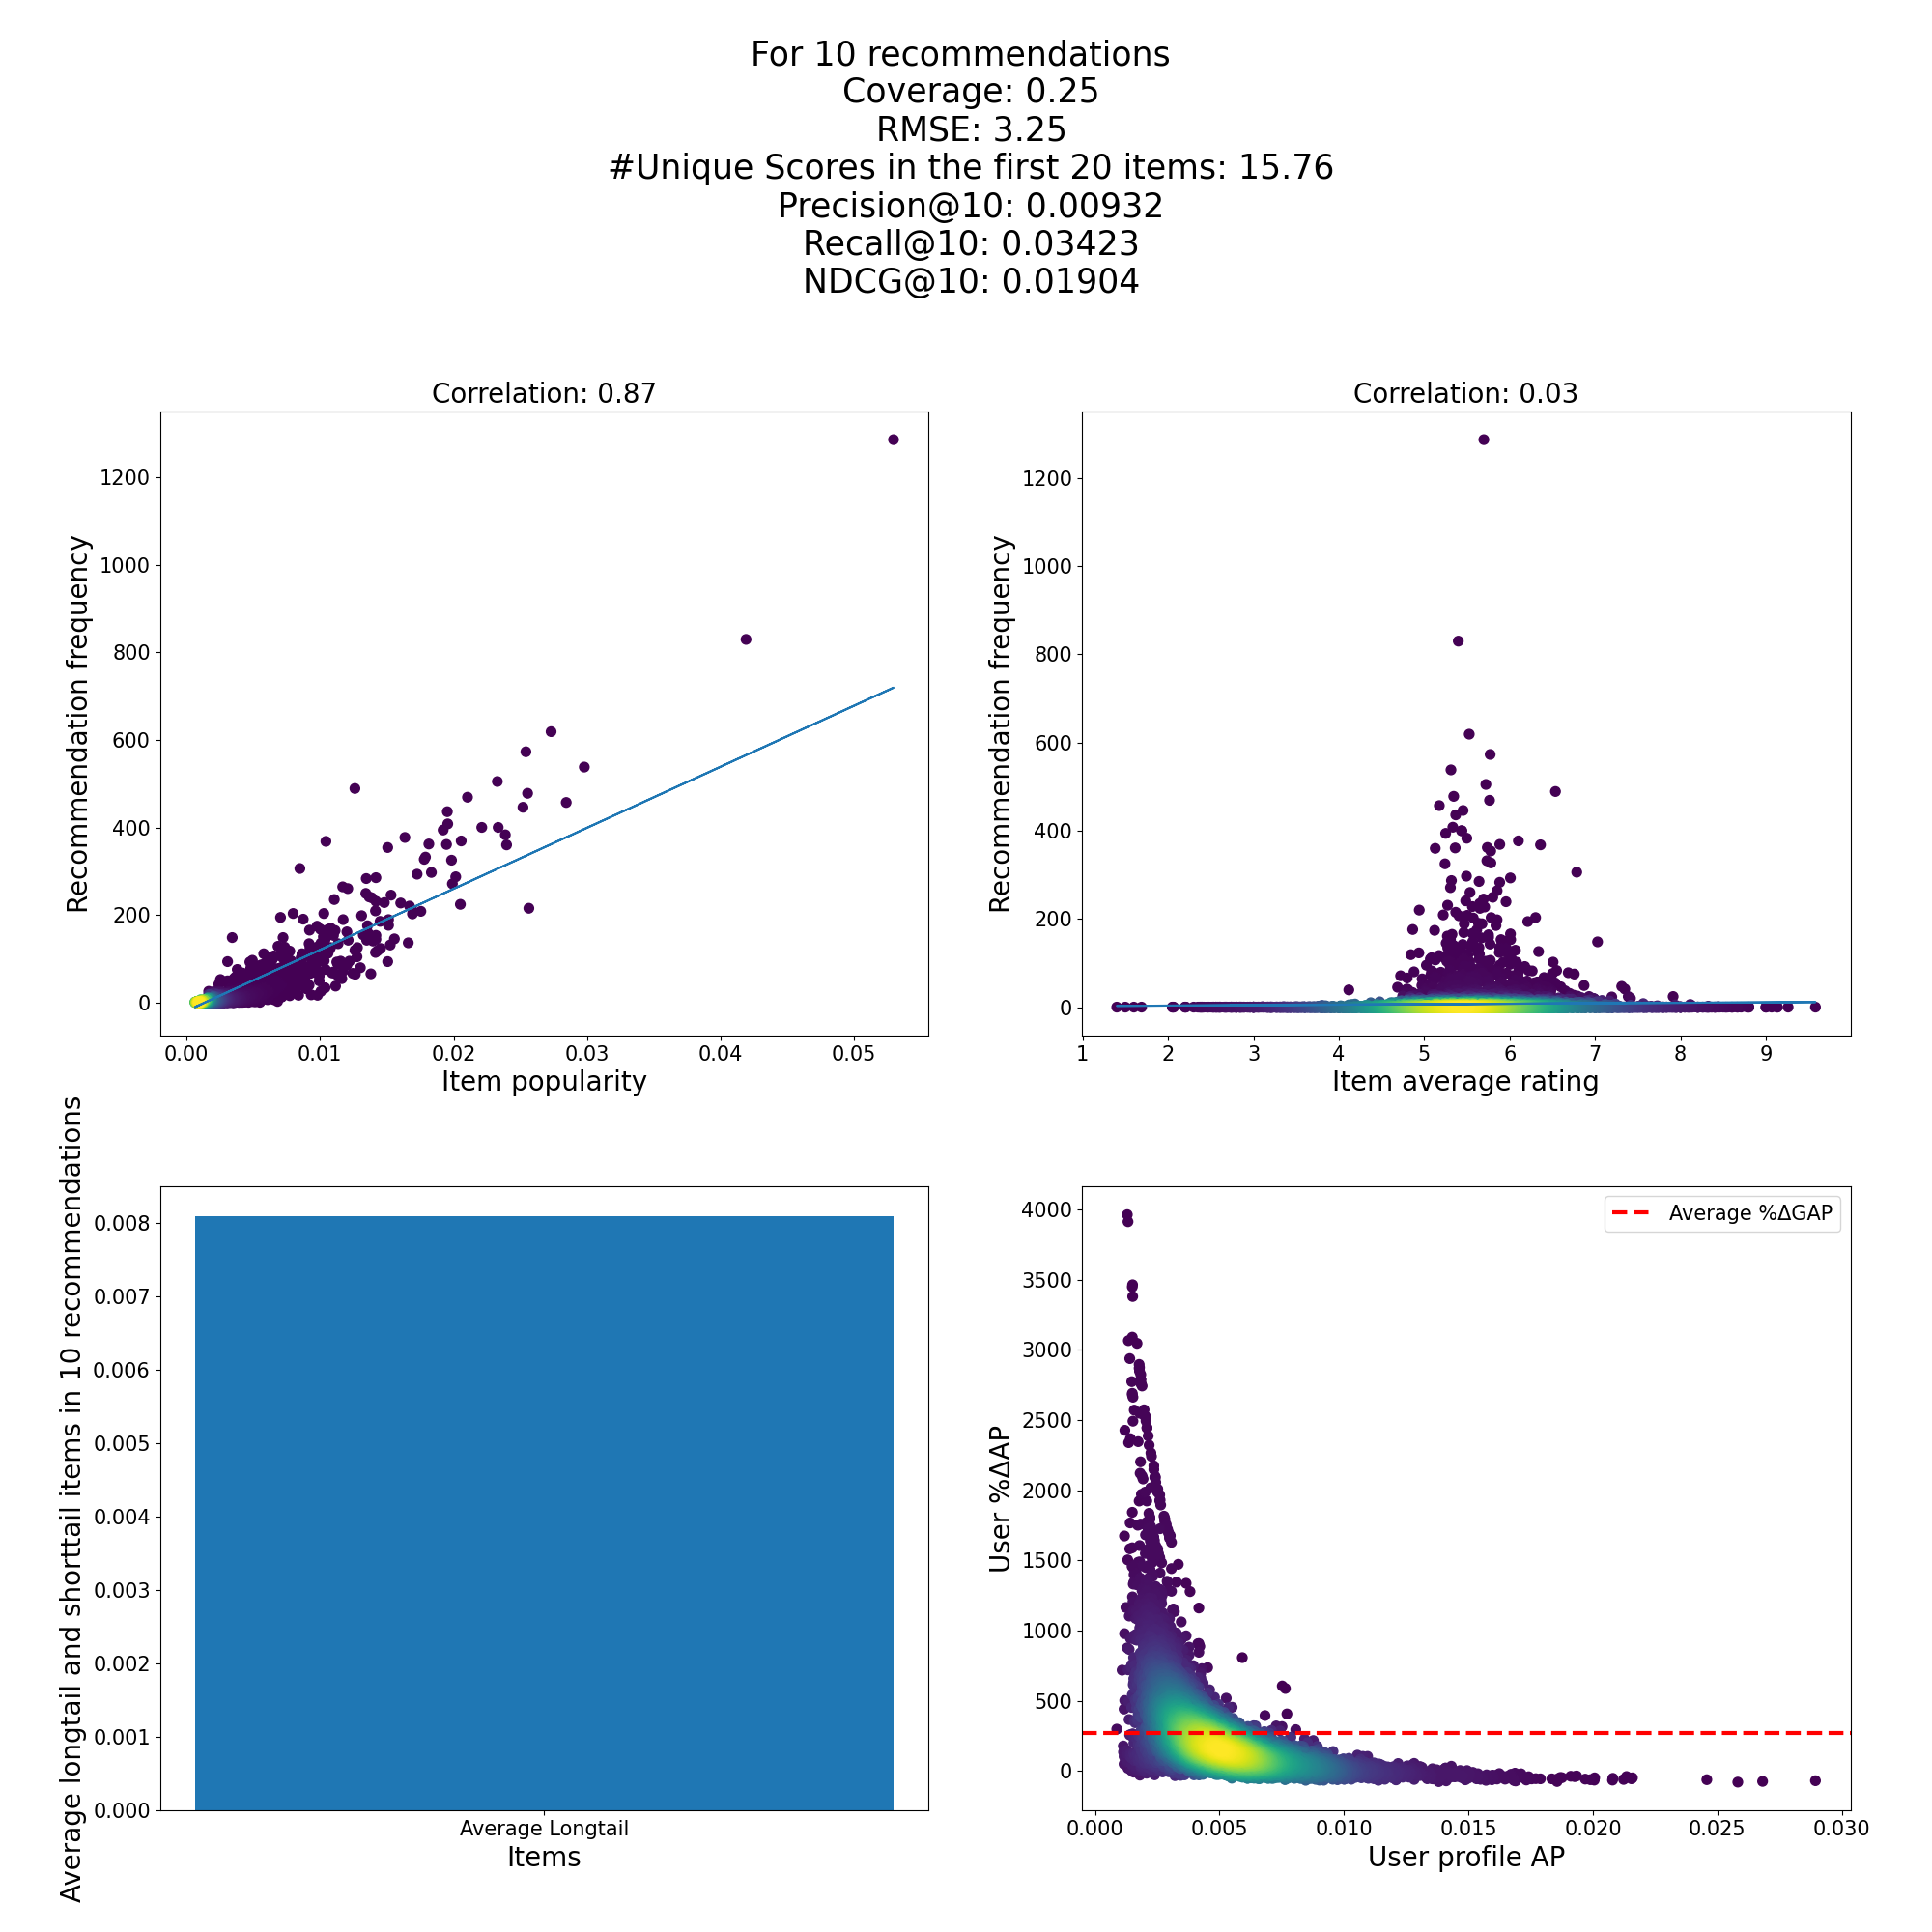 For 10 recommendations
Coverage: 0.25
RMSE: 3.25
#Unique Scores in the first 20 items: 15.76
Precision@10: 0.00932
Recall@10: 0.03423
NDCG@10: 0.01904
Correlation: 0.87
Recommendation frequency
1200
1000
800
600
400
200
0
0.00 0.01 0.02 0.03 0.04 0.05
Item popularity
Correlation: 0.03
Recommendation frequency
1200
1000
800
600
400
200
0
1 2 3 4 5 6 7 8 9
Item average rating
Average longtail and shorttail items in 10 recommendations
0.008
0.007
0.006
0.005
0.004
0.003
0.002
0.001
0.000
Average Longtail
Items
User %ΔAP
4000
3500
3000
2500
2000
1500
1000
500
0
Average %ΔGAP
0.000 0.005 0.010 0.015 0.020 0.025 0.030
User profile AP